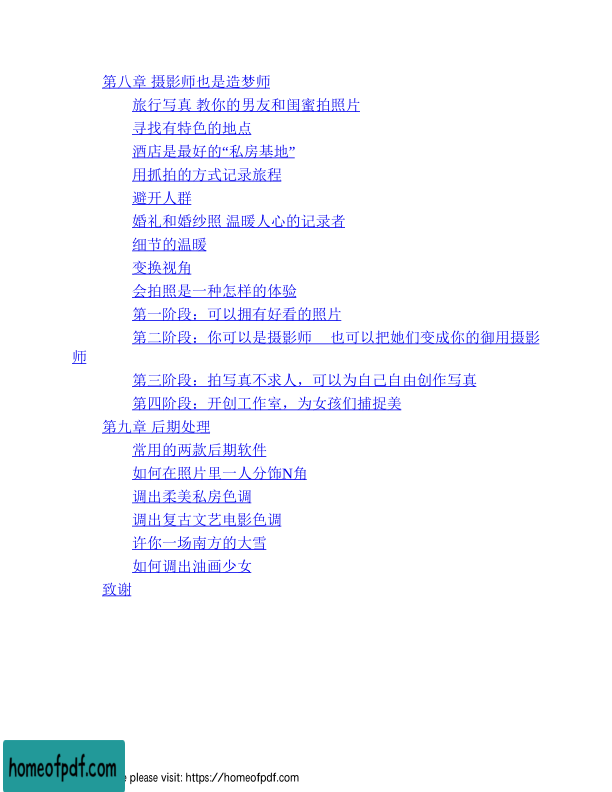 第八章 摄影师也是造梦师
旅行写真 教你的男友和闺蜜拍照片
寻找有特色的地点
酒店是最好的“私房基地”
用抓拍的方式记录旅程
避开人群
婚礼和婚纱照 温暖人心的记录者
细节的温暖
变换视角
会拍照是一种怎样的体验
第一阶段：可以拥有好看的照片
第二阶段：你可以是摄影师 也可以把她们变成你的御用摄影
师
第三阶段：拍写真不求人，可以为自己自由创作写真
第四阶段：开创工作室，为女孩们捕捉美
第九章 后期处理
常用的两款后期软件
如何在照片里一人分饰N角
调出柔美私房色调
调出复古文艺电影色调
许你一场南方的大雪
如何调出油画少女
致谢
homeofpdf.com
please visit: https://homeofpdf.com